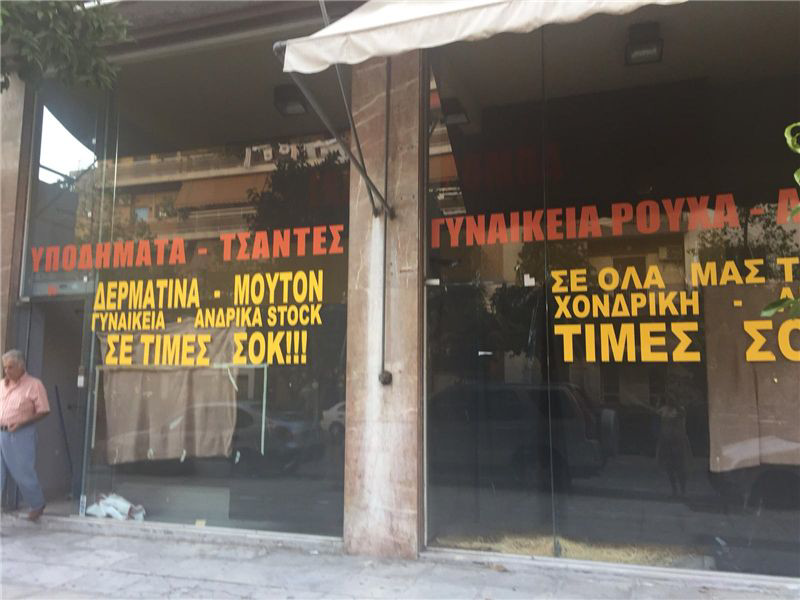 ΥΠΟΔΗΜΑΤΑ - ΤΣΑΝΤΕΣ
ΔΕΡΜΑΤΙΝΑ - ΜΟΥΤΟΝ
ΓΥΝΑΙΚΕΙΑ - ΑΝΔΡΙΚΑ STOCK
ΣΕ ΤΙΜΕΣ ΣΟΚ!!!
ΓΥΝΑΙΚΕΙΑ ΡΟΥΧΑ -
ΣΕ ΟΛΑ ΜΑΣ
ΧΟΝΔΡΙΚΗ -
ΤΙΜΕΣ